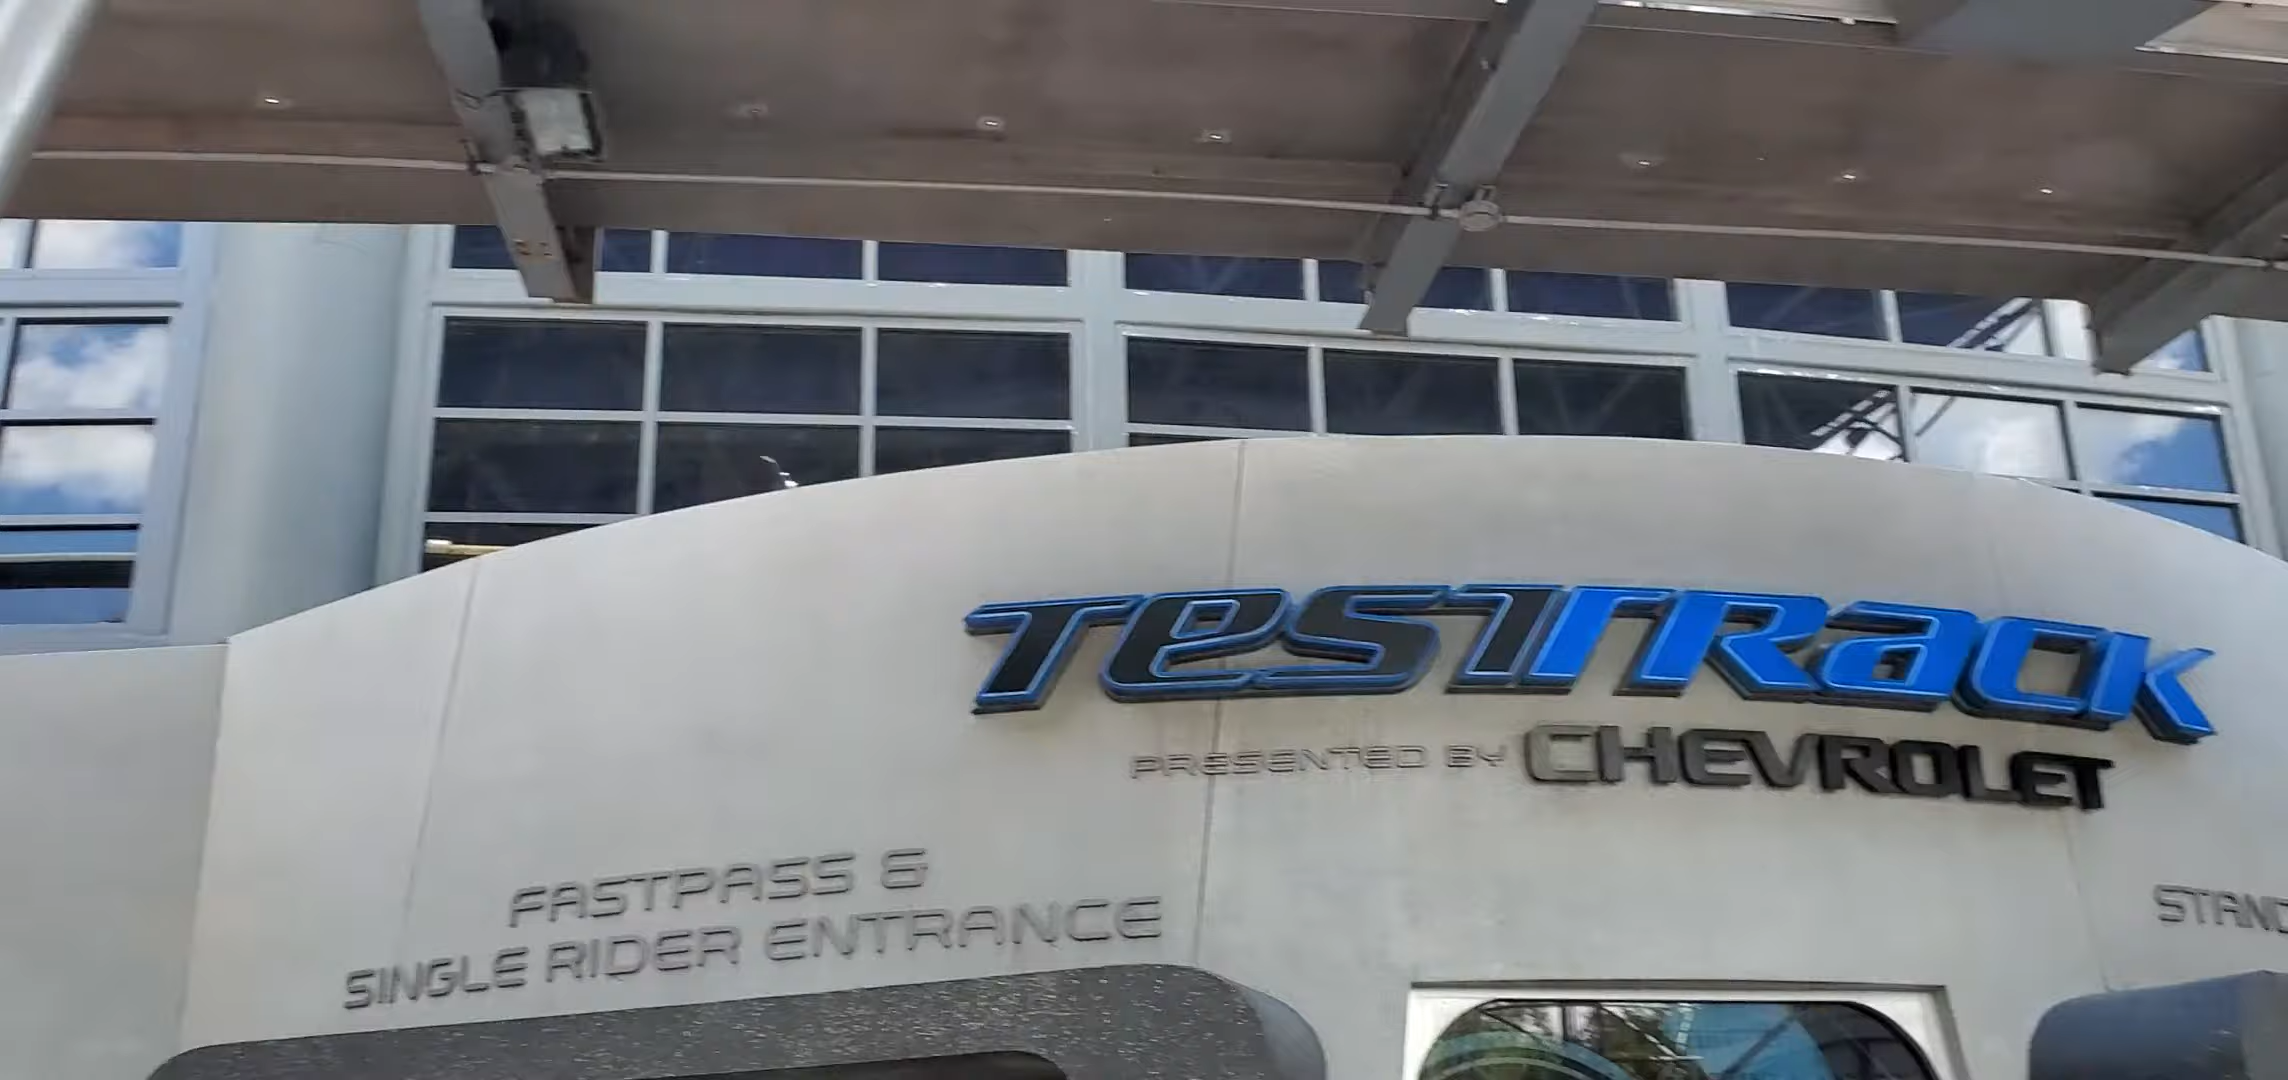 TESTTRACK
PRESENTED BY CHEVROLET
FASTPASS &
SINGLE RIDER ENTRANCE